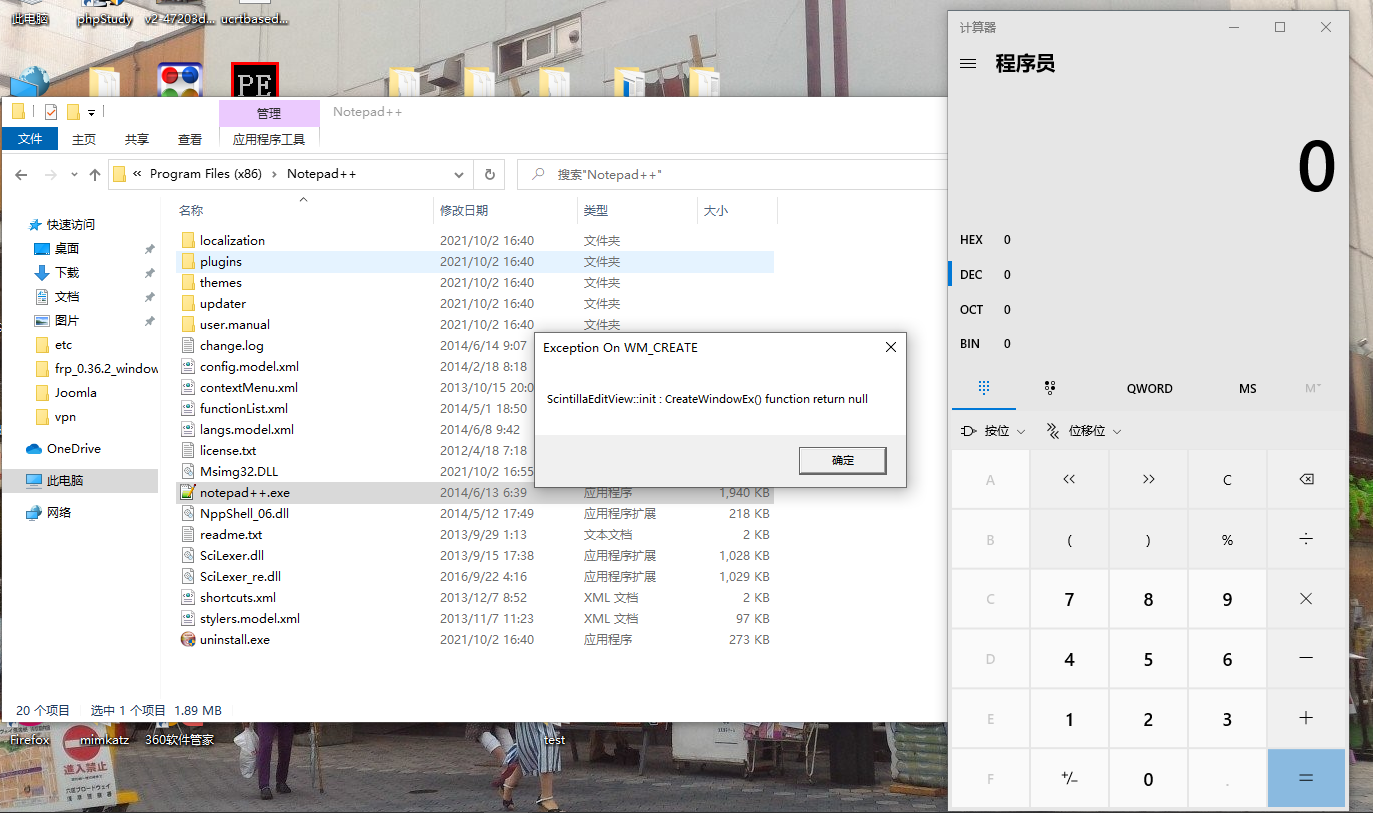 此电脑 phpStudy v2-47203d... ucrtbased...
PE
管理 Notepad++
文件 主页 共享 查看 应用程序工具
« Program Files (x86) › Notepad++
搜索"Notepad++"
名称 修改日期 类型 大小
快速访问
桌面
下载
文档
图片
etc
frp_0.36.2_window
Joomla
vpn
OneDrive
此电脑
网络
localization 2021/10/2 16:40 文件夹
plugins 2021/10/2 16:40 文件夹
themes 2021/10/2 16:40 文件夹
updater 2021/10/2 16:40 文件夹
user.manual 2021/10/2 16:40 文件夹
change.log 2014/6/14 9:07
config.model.xml 2014/2/18 8:18
contextMenu.xml 2013/10/15 20:0
functionList.xml 2014/5/1 18:50
langs.model.xml 2014/6/8 9:42
license.txt 2012/4/18 7:18
Msimg32.DLL 2021/10/2 16:55
notepad++.exe 2014/6/13 6:39 应用程序 1,940 KB
NppShell_06.dll 2014/5/12 17:49 应用程序扩展 218 KB
readme.txt 2013/9/29 1:13 文本文档 2 KB
SciLexer.dll 2013/9/15 17:38 应用程序扩展 1,028 KB
SciLexer_re.dll 2016/9/22 4:16 应用程序扩展 1,029 KB
shortcuts.xml 2013/12/7 8:52 XML 文档 2 KB
stylers.model.xml 2013/11/7 11:23 XML 文档 97 KB
uninstall.exe 2021/10/2 16:40 应用程序 273 KB
20 个项目 选中 1 个项目 1.89 MB
Exception On WM_CREATE
ScintillaEditView::init : CreateWindowEx() function return null
确定
计算器
程序员
0
HEX 0
DEC 0
OCT 0
BIN 0
QWORD MS M˅
按位 位移位
A << >> C
B ( ) % ÷
C 7 8 9 ×
D 4 5 6 −
E 1 2 3 +
F +/− 0 . =
Firefox mimkatz 360软件管家 test
進入禁止